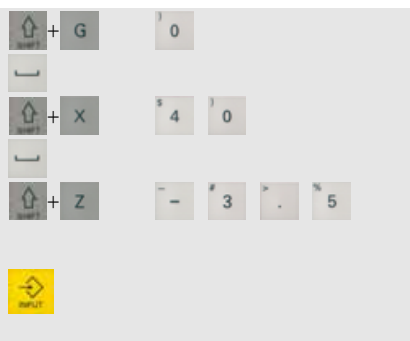 SHIFT + G ) 0
SHIFT + X $ 4 ) 0
SHIFT + Z _ - # 3 > . % 5
INPUT